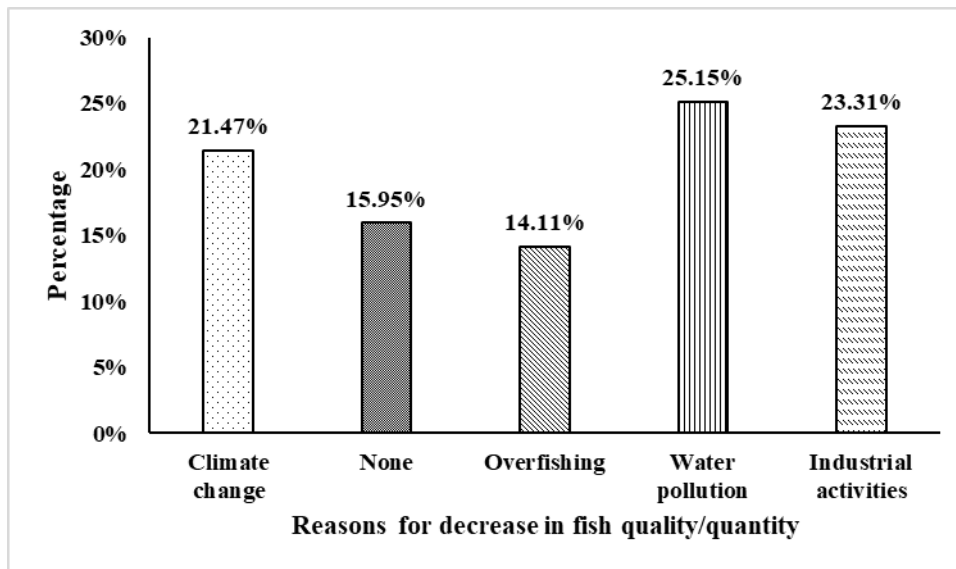 30%
25%
20%
15%
10%
5%
0%
Percentage
21.47%
15.95%
14.11%
25.15%
23.31%
Climate
change
None
Overfishing
Water
pollution
Industrial
activities
Reasons for decrease in fish quality/quantity